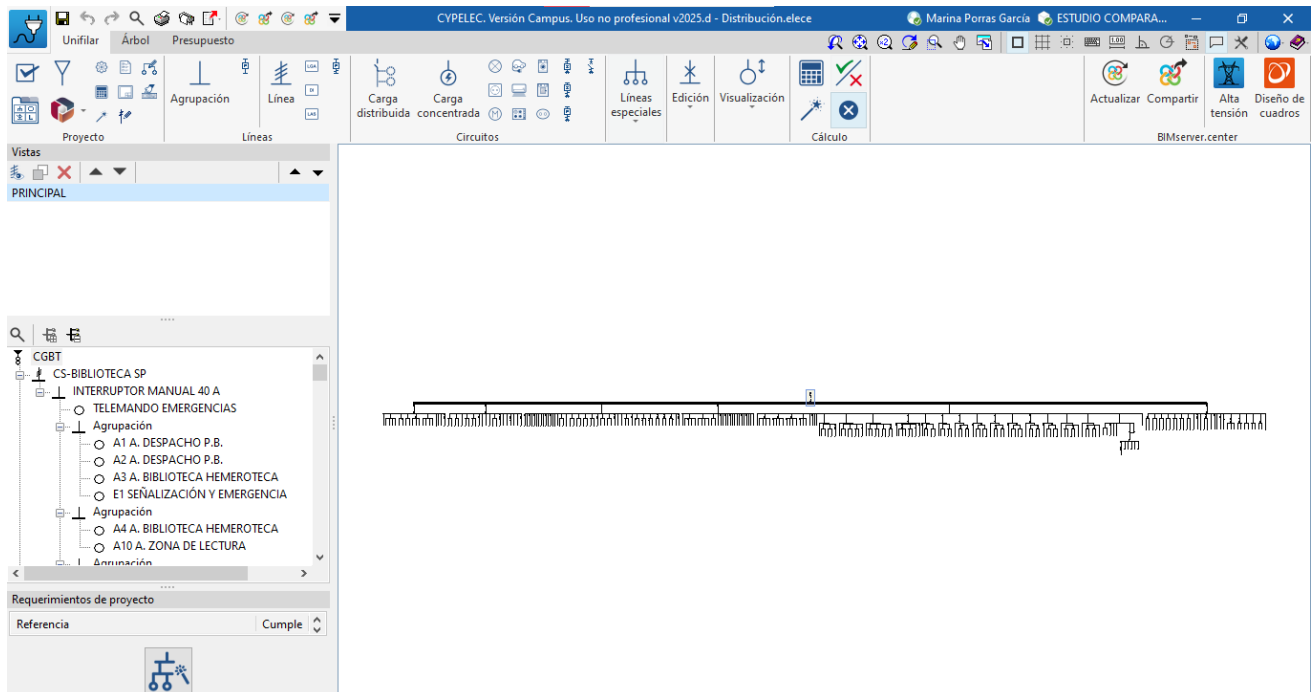 CYPELEC. Versión Campus. Uso no profesional v2025.d - Distribución.elece
Marina Porras García
ESTUDIO COMPARA...
Unifilar
Árbol
Presupuesto
Agrupación
Línea
LGA
DI
LAE
Carga distribuida
Carga concentrada
Líneas especiales
Edición
Visualización
Actualizar
Compartir
Alta tensión
Diseño de cuadros
Proyecto
Líneas
Circuitos
Cálculo
BIMserver.center
Vistas
PRINCIPAL
CGBT
CS-BIBLIOTECA SP
INTERRUPTOR MANUAL 40 A
TELEMANDO EMERGENCIAS
Agrupación
A1 A. DESPACHO P.B.
A2 A. DESPACHO P.B.
A3 A. BIBLIOTECA HEMEROTECA
E1 SEÑALIZACIÓN Y EMERGENCIA
Agrupación
A4 A. BIBLIOTECA HEMEROTECA
A10 A. ZONA DE LECTURA
Agrupación
Requerimientos de proyecto
Referencia
Cumple